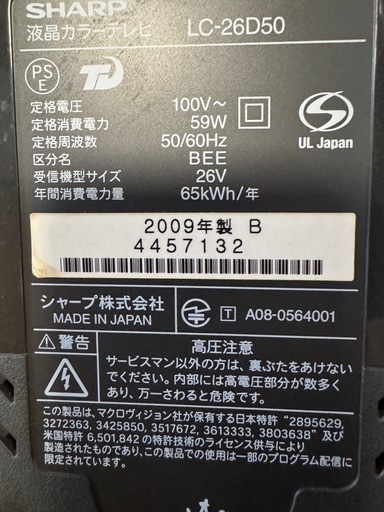 SHARP
液晶カラーテレビ LC-26D50
PS
E
定格電圧 100V～
定格消費電力 59W
定格周波数 50/60Hz
区分名 BEE
受信機型サイズ 26V
年間消費電力量 65kWh/年
UL Japan
2009年製 B
4457132
シャープ株式会社
MADE IN JAPAN
T A08-0564001
警告 高圧注意
サービスマン以外の方は、裏ぶたをあけない
でください。内部には高電圧部分が数多く
あり、万一さわると危険です。
この製品は、マクロヴィジョン社が保有する日本特許 "2895629,
3272363, 3425850, 3517672, 3613333, 3803638" 及び
米国特許 6,501,842 の特許技術のライセンス供与により
製造されたものであり、この製品での使用は一部のプログラム配信に
限定されています。